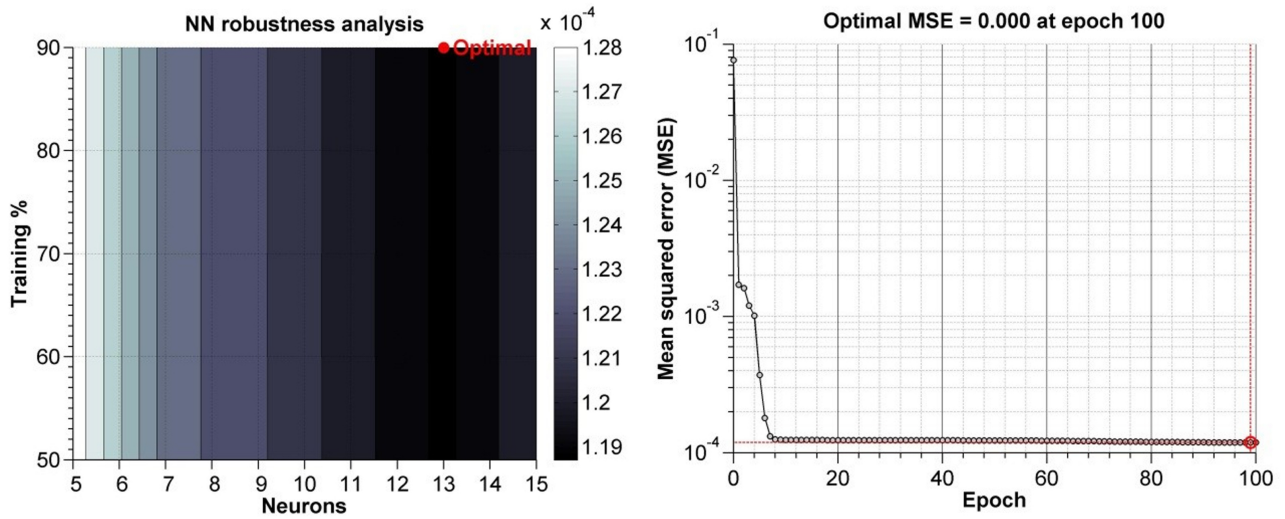 NN robustness analysis
x 10-4
90
80
70
60
50
Training %
Optimal
5 6 7 8 9 10 11 12 13 14 15
Neurons
1.28
1.27
1.26
1.25
1.24
1.23
1.22
1.21
1.2
1.19
Optimal MSE = 0.000 at epoch 100
10-1
10-2
10-3
10-4
Mean squared error (MSE)
0 20 40 60 80 100
Epoch